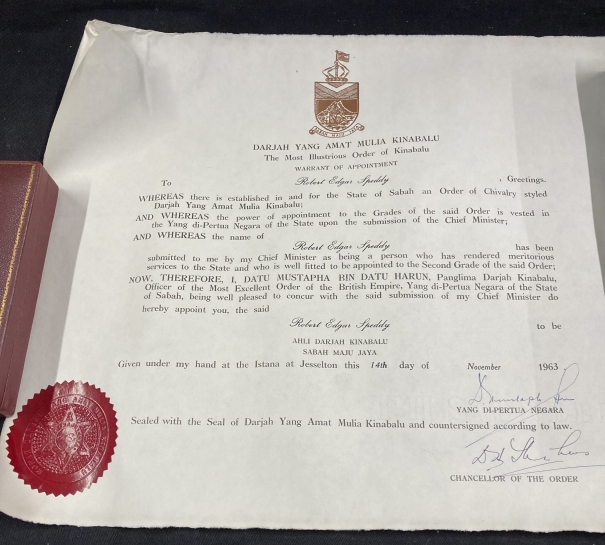 DARJAH YANG AMAT MULIA KINABALU
The Most Illustrious Order of Kinabalu
WARRANT OF APPOINTMENT
To Robert Edgar Speddy , Greetings.
WHEREAS there is established in and for the State of Sabah an Order of Chivalry styled
Darjah Yang Amat Mulia Kinabalu;
AND WHEREAS the power of appointment to the Grades of the said Order is vested in
the Yang di-Pertua Negara of the State upon the submission of the Chief Minister;
AND WHEREAS the name of
Robert Edgar Speddy has been
submitted to me by my Chief Minister as being a person who has rendered meritorious
services to the State and who is well fitted to be appointed to the Second Grade of the said Order;
NOW, THEREFORE, I, DATU MUSTAPHA BIN DATU HARUN, Panglima Darjah Kinabalu,
Officer of the Most Excellent Order of the British Empire, Yang di-Pertua Negara of the State
of Sabah, being well pleased to concur with the said submission of my Chief Minister do
hereby appoint you, the said
Robert Edgar Speddy to be
AHLI DARJAH KINABALU
SABAH MAJU JAYA
Given under my hand at the Istana at Jesselton this 14th day of November 1963
YANG DI-PERTUA NEGARA
Sealed with the Seal of Darjah Yang Amat Mulia Kinabalu and countersigned according to law.
CHANCELLOR OF THE ORDER